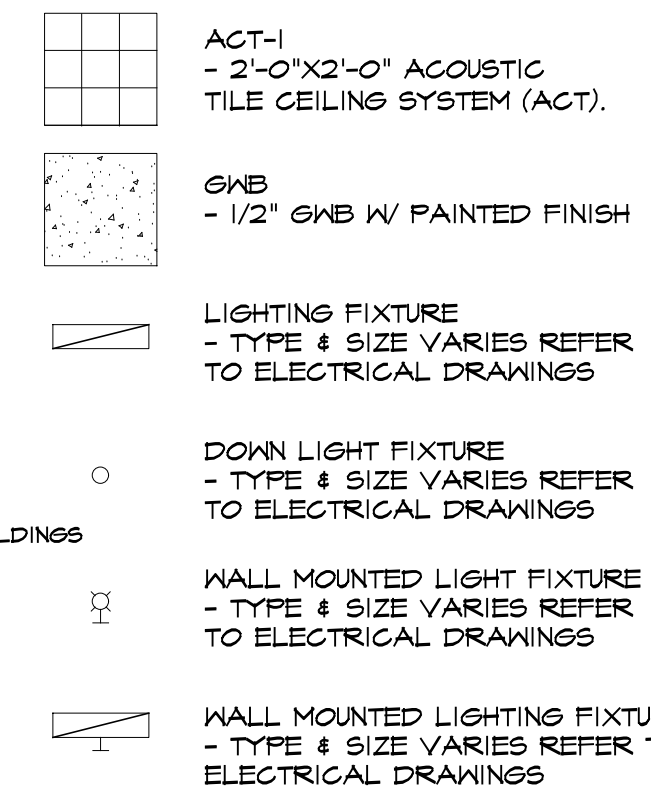 ACT-1
- 2'-0"X2'-0" ACOUSTIC
TILE CEILING SYSTEM (ACT).
GWB
- 1/2" GWB W/ PAINTED FINISH
LIGHTING FIXTURE
- TYPE & SIZE VARIES REFER
TO ELECTRICAL DRAWINGS
DOWN LIGHT FIXTURE
- TYPE & SIZE VARIES REFER
TO ELECTRICAL DRAWINGS
LDINGS
WALL MOUNTED LIGHT FIXTURE
- TYPE & SIZE VARIES REFER
TO ELECTRICAL DRAWINGS
WALL MOUNTED LIGHTING FIXTU
- TYPE & SIZE VARIES REFER T
ELECTRICAL DRAWINGS